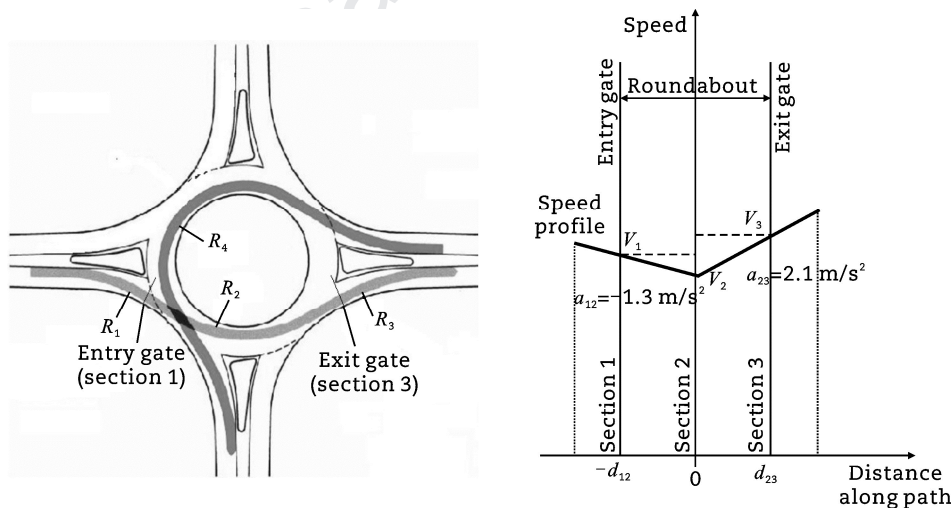 R₄
R₂
R₁
R₃
Entry gate
(section 1)
Exit gate
(section 3)
Speed
Entry gate
Roundabout
Exit gate
Speed
profile
V₁
V₃
V₂
a₁₂=−1.3 m/s²
a₂₃=2.1 m/s²
Section 1
Section 2
Section 3
−d₁₂
0
d₂₃
Distance
along path